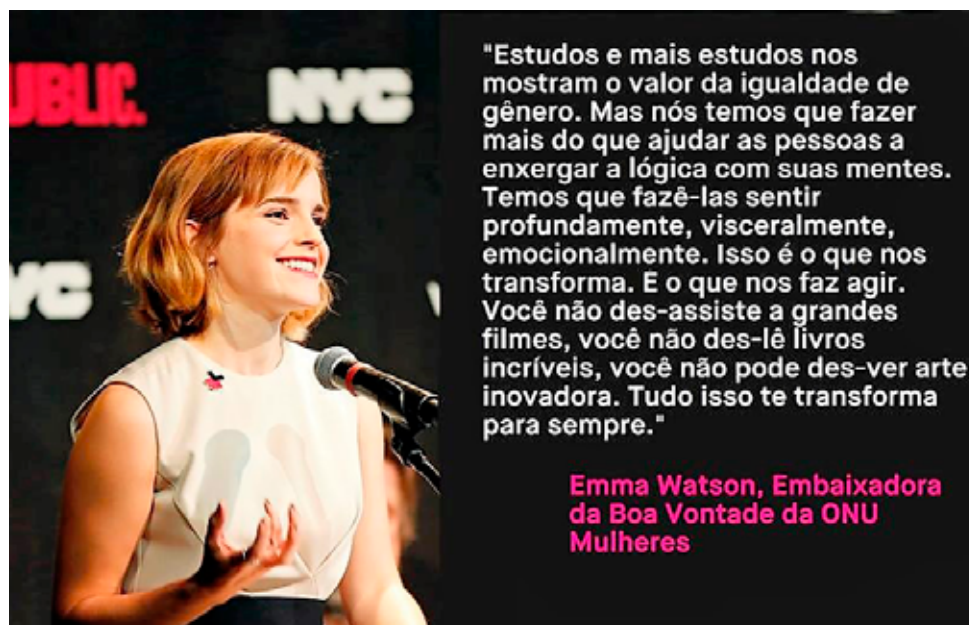 UBLIC.
NYC
YC
"Estudos e mais estudos nos
mostram o valor da igualdade de
gênero. Mas nós temos que fazer
mais do que ajudar as pessoas a
enxergar a lógica com suas mentes.
Temos que fazê-las sentir
profundamente, visceralmente,
emocionalmente. Isso é o que nos
transforma. E o que nos faz agir.
Você não des-assiste a grandes
filmes, você não des-lê livros
incríveis, você não pode des-ver arte
inovadora. Tudo isso te transforma
para sempre."
Emma Watson, Embaixadora
da Boa Vontade da ONU
Mulheres